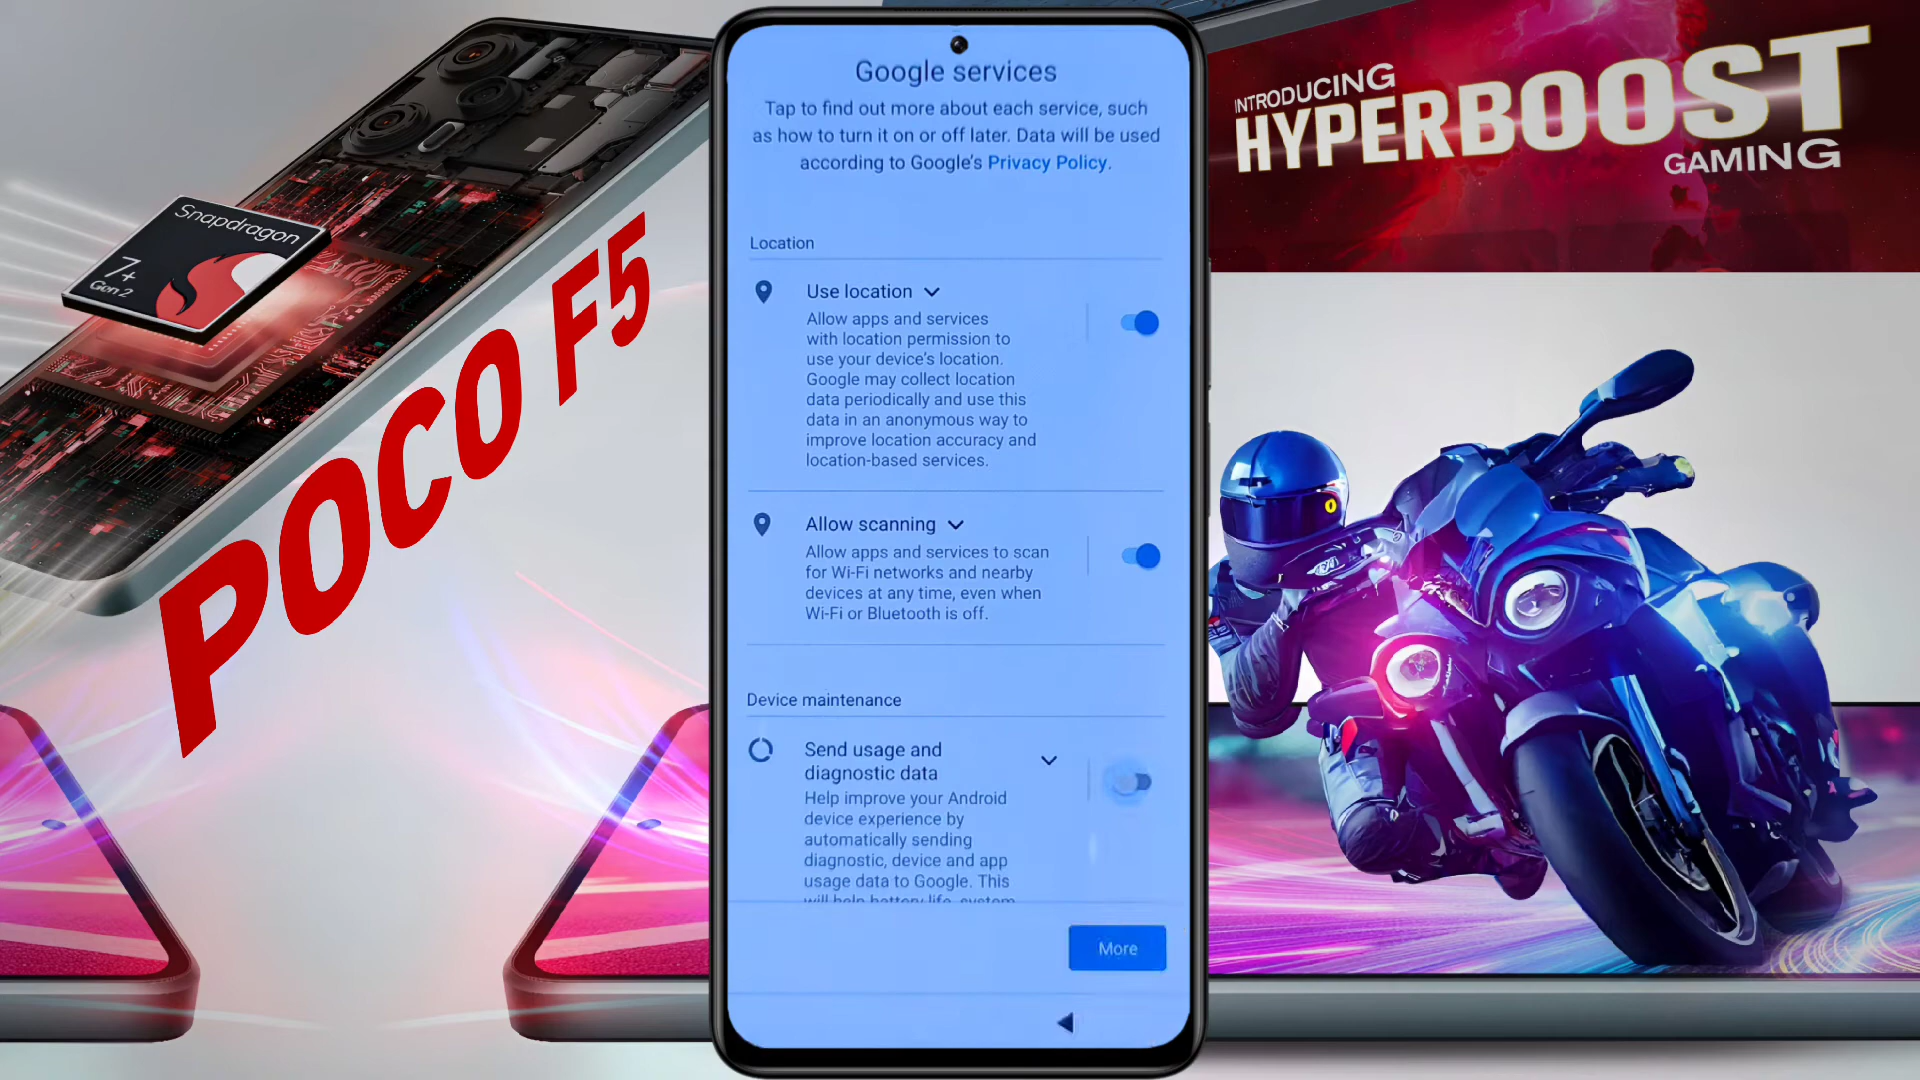 Snapdragon
7+
Gen 2
POCO F5
INTRODUCING
HYPERBOOST
GAMING
Google services
Tap to find out more about each service, such
as how to turn it on or off later. Data will be used
according to Google's Privacy Policy.
Location
Use location
Allow apps and services
with location permission to
use your device's location.
Google may collect location
data periodically and use this
data in an anonymous way to
improve location accuracy and
location-based services.
Allow scanning
Allow apps and services to scan
for Wi-Fi networks and nearby
devices at any time, even when
Wi-Fi or Bluetooth is off.
Device maintenance
Send usage and
diagnostic data
Help improve your Android
device experience by
automatically sending
diagnostic, device and app
usage data to Google. This
will help battery life, system
More